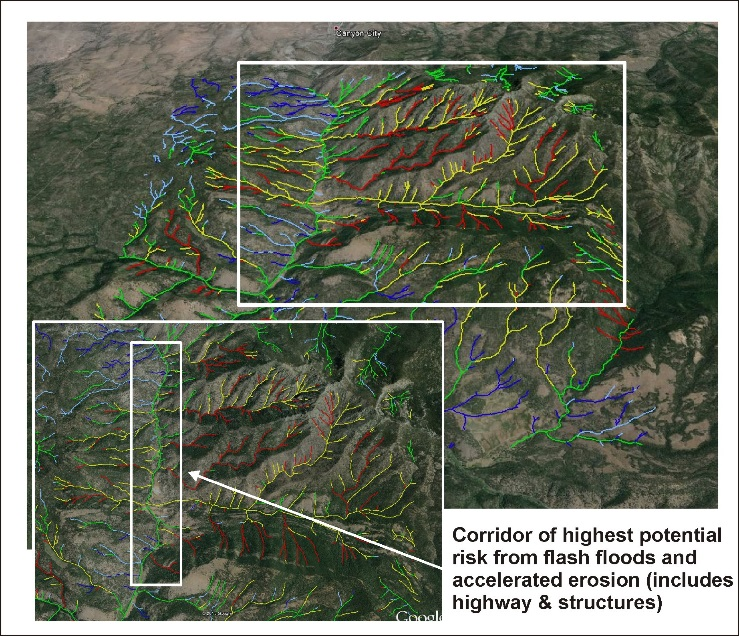 Canyon City
Corridor of highest potential
risk from flash floods and
accelerated erosion (includes
highway & structures)
Google